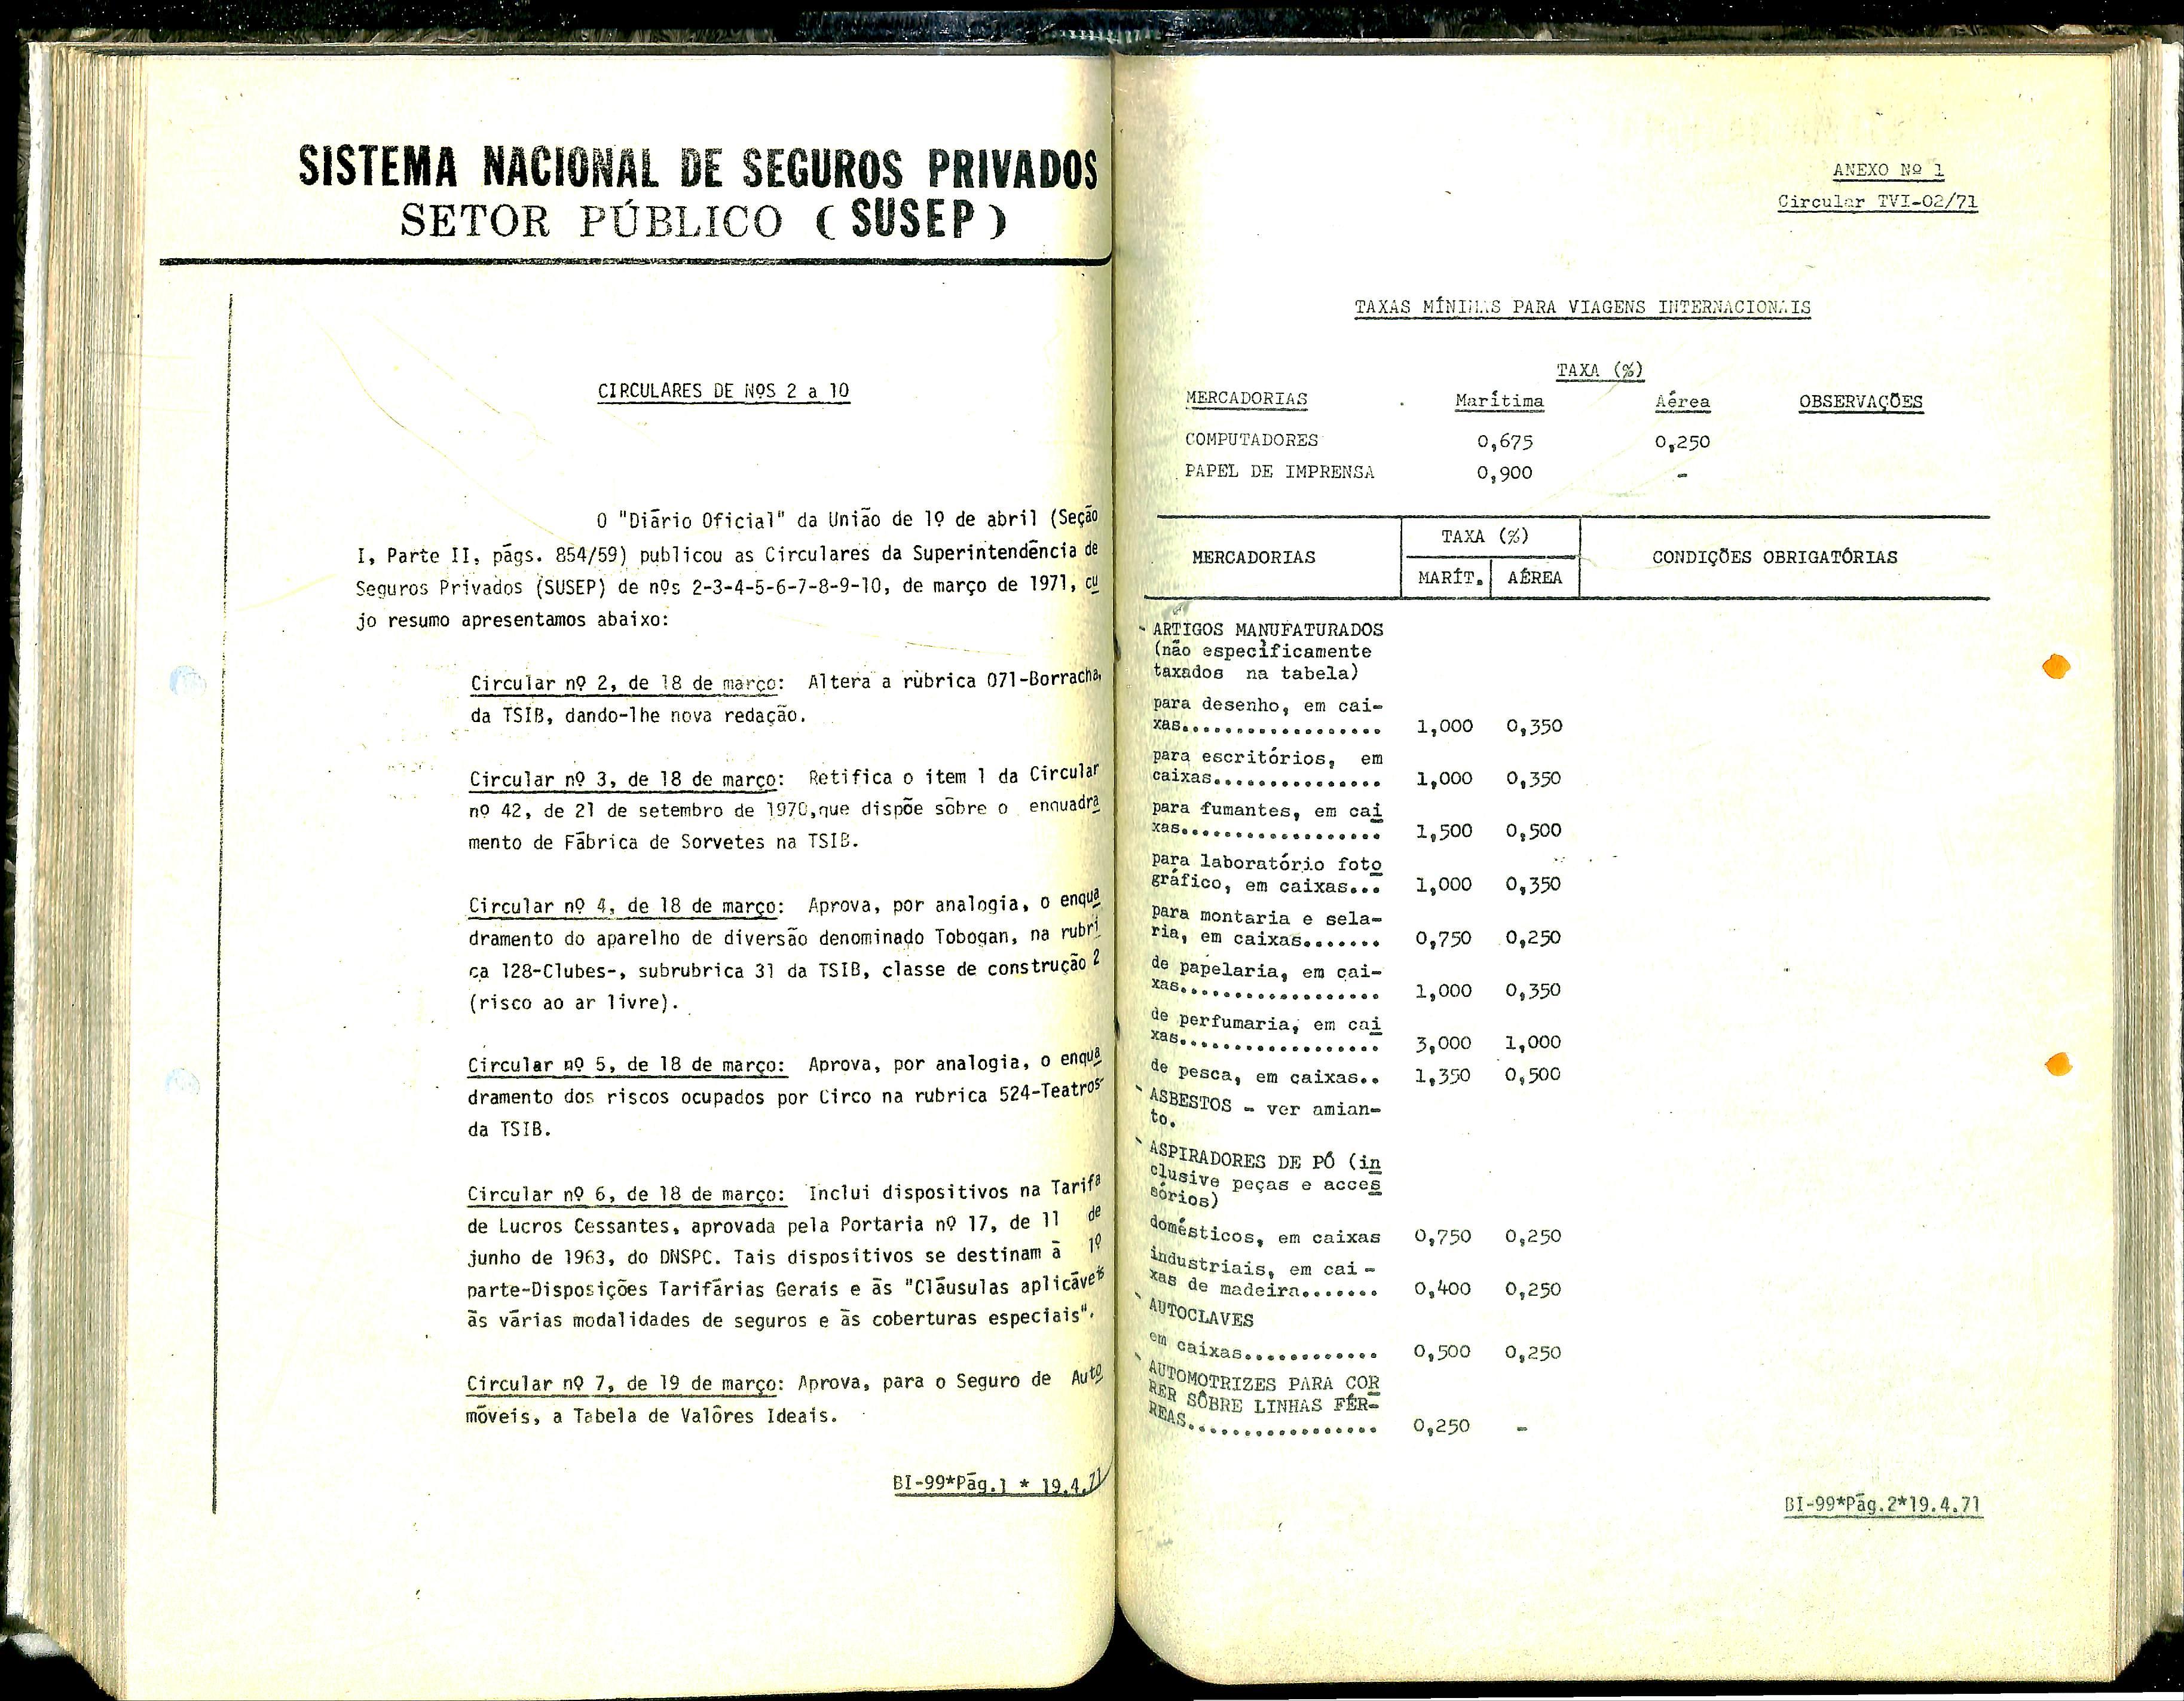 SISTEMA NACIONAL DE SEGUROS PRIVADOS
SETOR PÚBLICO ( SUSEP )
CIRCULARES DE NºS 2 a 10
O "Diário Oficial" da União de 1º de abril (Seção
I, Parte II, págs. 854/59) publicou as Circulares da Superintendência de
Seguros Privados (SUSEP) de nºs 2-3-4-5-6-7-8-9-10, de março de 1971, cu
jo resumo apresentamos abaixo:
Circular nº 2, de 18 de março: Altera a rubrica 071-Borracha,
da TSIB, dando-lhe nova redação.
Circular nº 3, de 18 de março: Retifica o item 1 da Circular
nº 42, de 21 de setembro de 1970,que dispõe sôbre o enquadra
mento de Fábrica de Sorvetes na TSIB.
Circular nº 4, de 18 de março: Aprova, por analogia, o enqua
dramento do aparelho de diversão denominado Tobogan, na rubri
ca 128-Clubes-, subrubrica 31 da TSIB, classe de construção 2
(risco ao ar livre).
Circular nº 5, de 18 de março: Aprova, por analogia, o enqua
dramento dos riscos ocupados por Circo na rubrica 524-Teatros-
da TSIB.
Circular nº 6, de 18 de março: Inclui dispositivos na Tarifa
de Lucros Cessantes, aprovada pela Portaria nº 17, de 11 de
junho de 1963, do DNSPC. Tais dispositivos se destinam à 1º
parte-Disposições Tarifárias Gerais e às "Cláusulas aplicáveis
às várias modalidades de seguros e às coberturas especiais".
Circular nº 7, de 19 de março: Aprova, para o Seguro de Auto
móveis, a Tabela de Valôres Ideais.
BI-99*Pág.1 * 19.4.71
ANEXO Nº 1
Circular TVI-02/71
TAXAS MÍNIMAS PARA VIAGENS INTERNACIONAIS
TAXA (%)
MERCADORIAS Marítima Aérea OBSERVAÇÕES
COMPUTADORES 0,675 0,250
PAPEL DE IMPRENSA 0,900 -
MERCADORIAS TAXA (%) CONDIÇÕES OBRIGATÓRIAS
MARÍT. AÉREA
- ARTIGOS MANUFATURADOS
(não especificamente
taxados na tabela)
para desenho, em cai-
xas................... 1,000 0,350
para escritórios, em
caixas................ 1,000 0,350
para fumantes, em cai
xas................... 1,500 0,500
para laboratório foto
gráfico, em caixas... 1,000 0,350
para montaria e sela-
ria, em caixas....... 0,750 0,250
de papelaria, em cai-
xas................... 1,000 0,350
de perfumaria, em cai
xas................... 3,000 1,000
de pesca, em caixas.. 1,350 0,500
- ASBESTOS - ver amian-
to.
- ASPIRADORES DE PÓ (in
clusive peças e acces
sórios)
domésticos, em caixas 0,750 0,250
industriais, em cai -
xas de madeira....... 0,400 0,250
- AUTOCLAVES
em caixas............. 0,500 0,250
- AUTOMOTRIZES PARA COR
RER SÔBRE LINHAS FÉR-
REAS.................. 0,250 -
BI-99*Pág.2*19.4.71